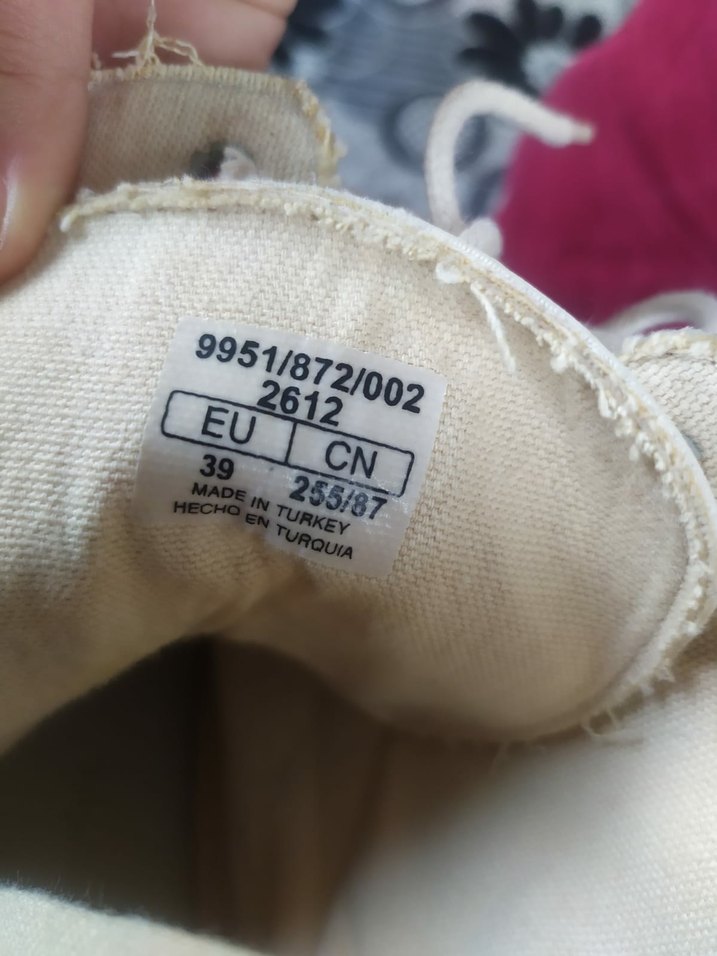 9951/872/002
2612
EU CN
39 255/87
MADE IN TURKEY
HECHO EN TURQUIA